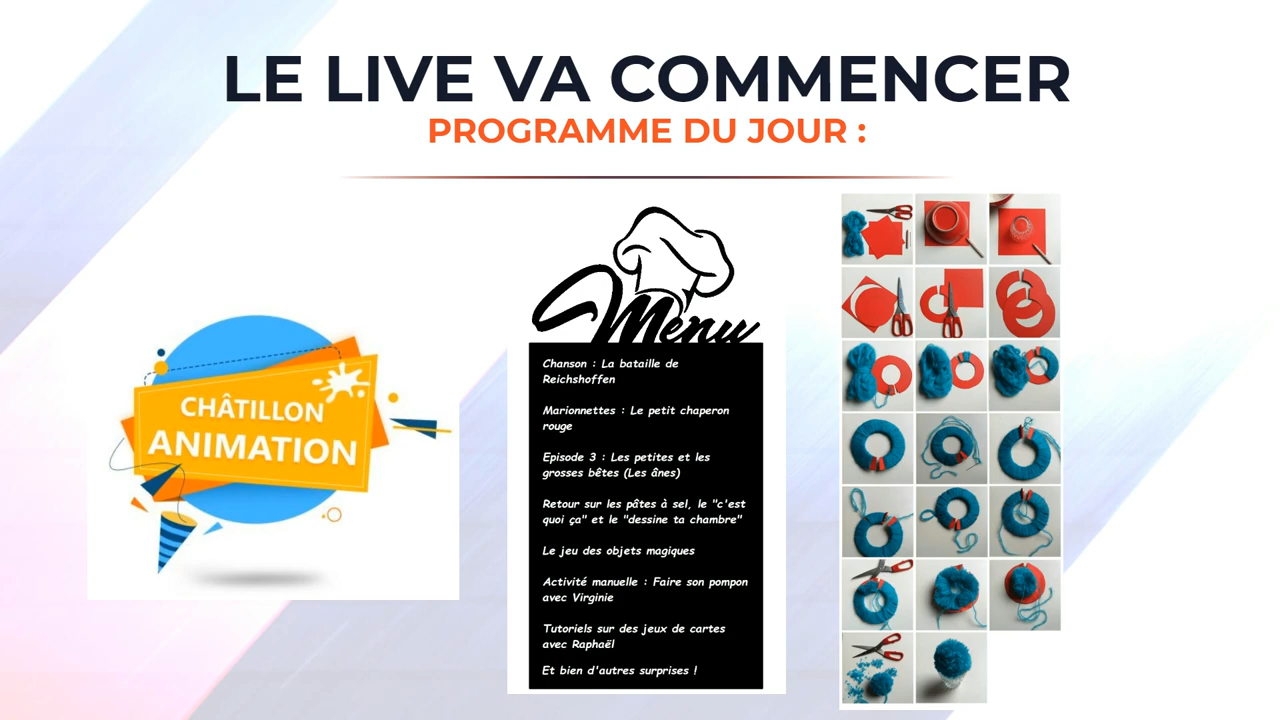 LE LIVE VA COMMENCER
PROGRAMME DU JOUR :
CHÂTILLON
ANIMATION
Menu
Chanson : La bataille de
Reichshoffen
Marionnettes : Le petit chaperon
rouge
Episode 3 : Les petites et les
grosses bêtes (Les ânes)
Retour sur les pâtes à sel, le "c'est
quoi ça" et le "dessine ta chambre"
Le jeu des objets magiques
Activité manuelle : Faire son pompon
avec Virginie
Tutoriels sur des jeux de cartes
avec Raphaël
Et bien d'autres surprises !